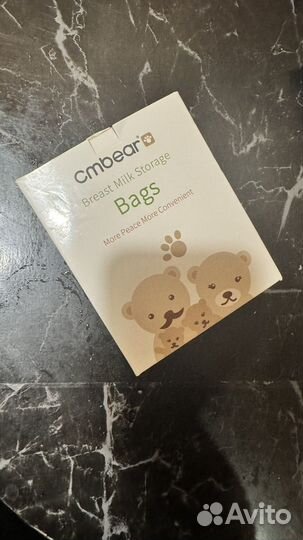 cmbear
Breast Milk Storage
Bags
More Peace More Convenient
Avito